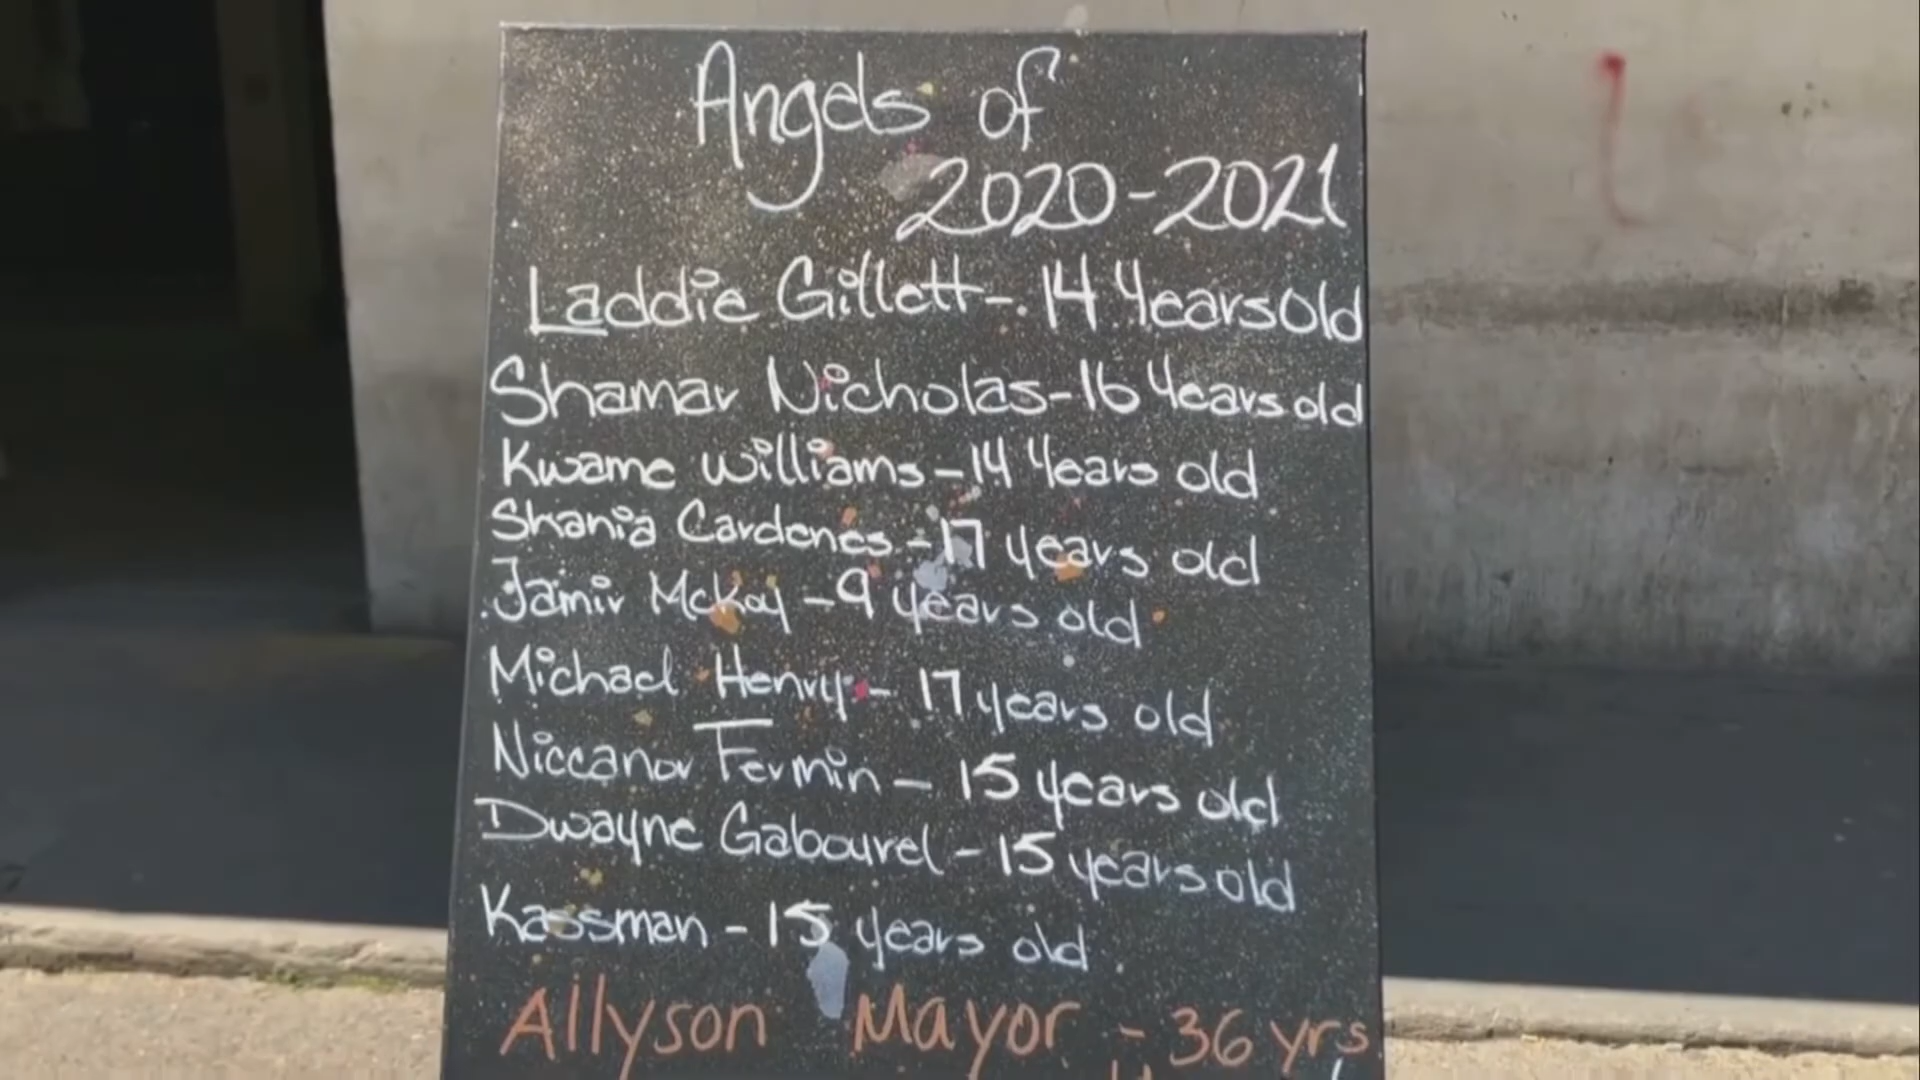 Angels of
2020-2021
Laddie Gillett - 14 Years Old
Shamar Nicholas - 16 Years old
Kwame Williams - 14 Years old
Shania Cardenes - 17 years old
Jamir McKoy - 9 years old
Michael Henry - 17 years old
Niccanor Fermin - 15 years old
Dwayne Gabourel - 15 years old
Kassman - 15 years old
Allyson Mayor - 36 yrs